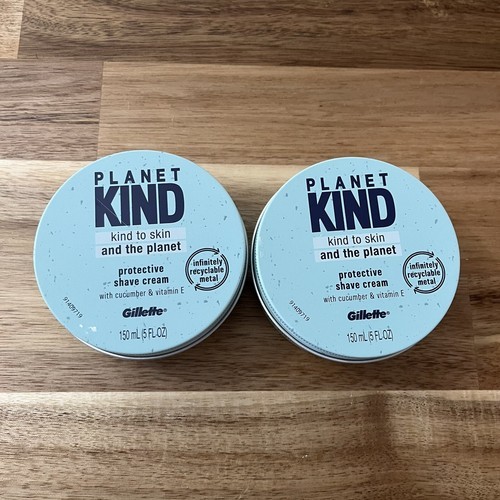 PLANET
KIND
kind to skin
and the planet
protective
shave cream
with cucumber & vitamin E
infinitely
recyclable
metal
Gillette®
150 mL (5 FL OZ)
91409719
PLANET
KIND
kind to skin
and the planet
protective
shave cream
with cucumber & vitamin E
infinitely
recyclable
metal
Gillette®
150 mL (5 FL OZ)
91409719